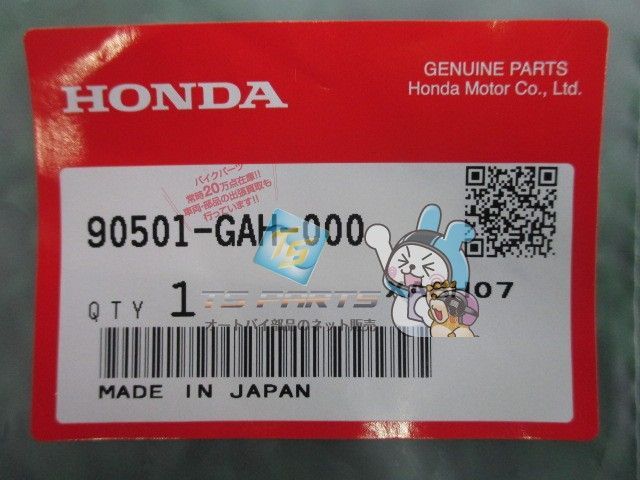 HONDA
GENUINE PARTS
Honda Motor Co., Ltd.
バイクパーツ
常時20万点在庫!!
車両・部品の出張買取も
行っています!!
90501-GAH-000
TS
QTY 1
TS PARTS
オートバイ部品のネット販売
MADE IN JAPAN